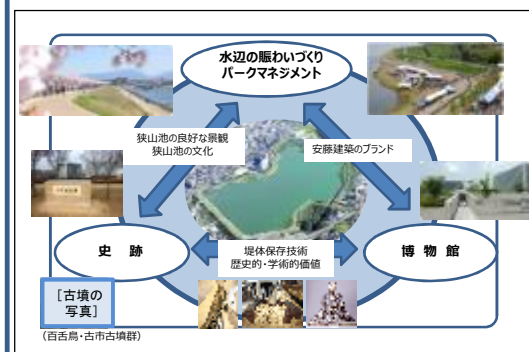 水辺の賑わいづくり
パークマネジメント
狭山池の良好な景観
狭山池の文化
安藤建築のブランド
史 跡
堤体保存技術
歴史的・学術的価値
博 物 館
[古墳の
写真]
(百舌鳥・古市古墳群)